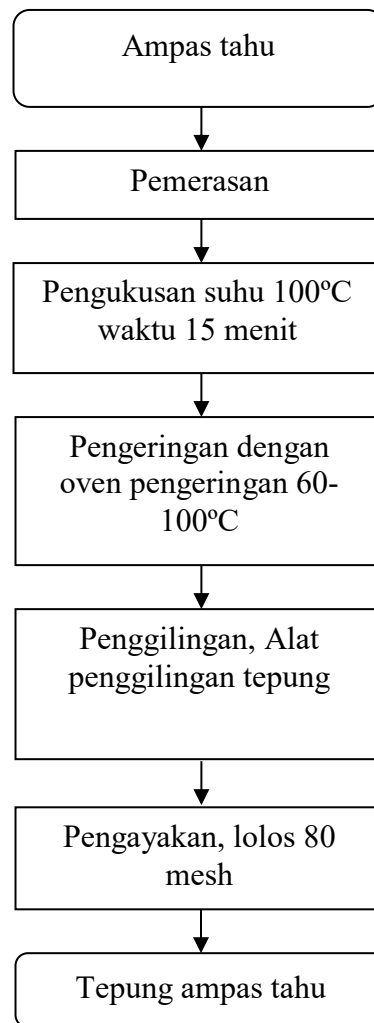 Ampas tahu
Pemerasan
Pengukusan suhu 100ºC
waktu 15 menit
Pengeringan dengan
oven pengeringan 60-
100ºC
Penggilingan, Alat
penggilingan tepung
Pengayakan, lolos 80
mesh
Tepung ampas tahu